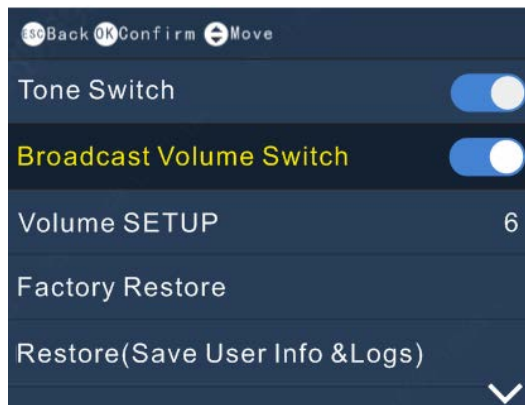 ESCBack OKConfirm Move
Tone Switch
Broadcast Volume Switch
Volume SETUP 6
Factory Restore
Restore(Save User Info &Logs)